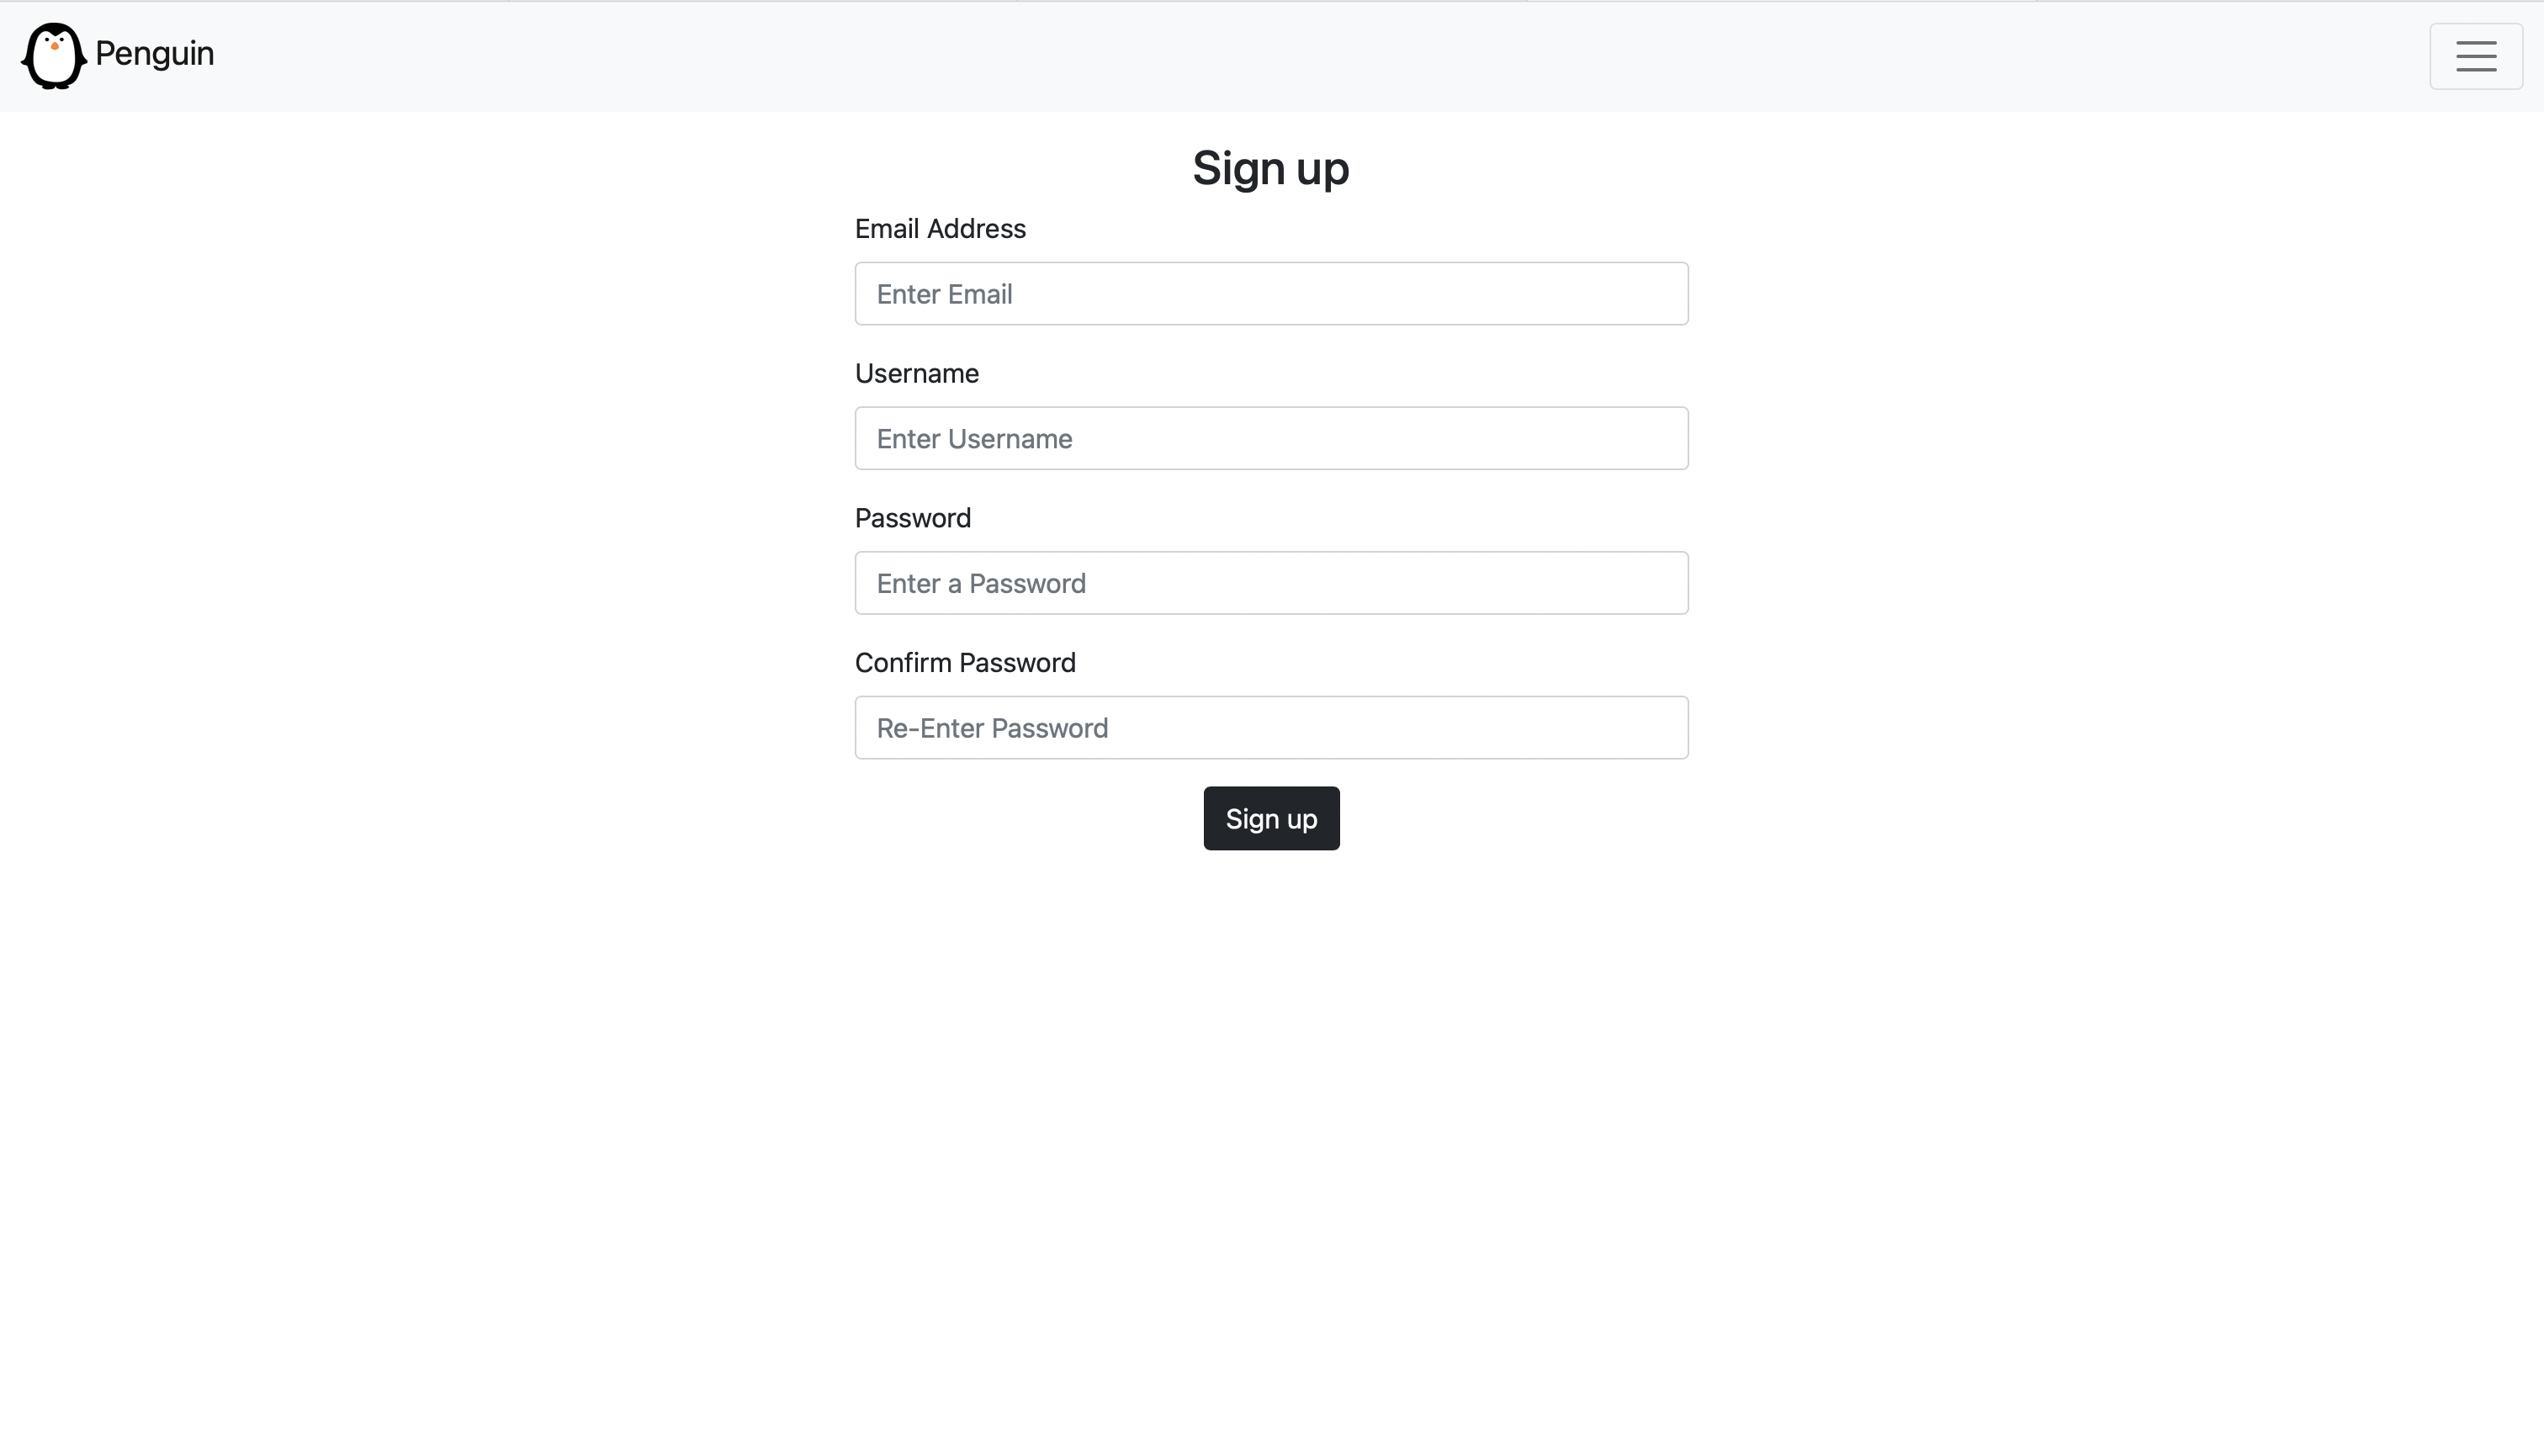 Penguin
Sign up
Email Address
Enter Email
Username
Enter Username
Password
Enter a Password
Confirm Password
Re-Enter Password
Sign up